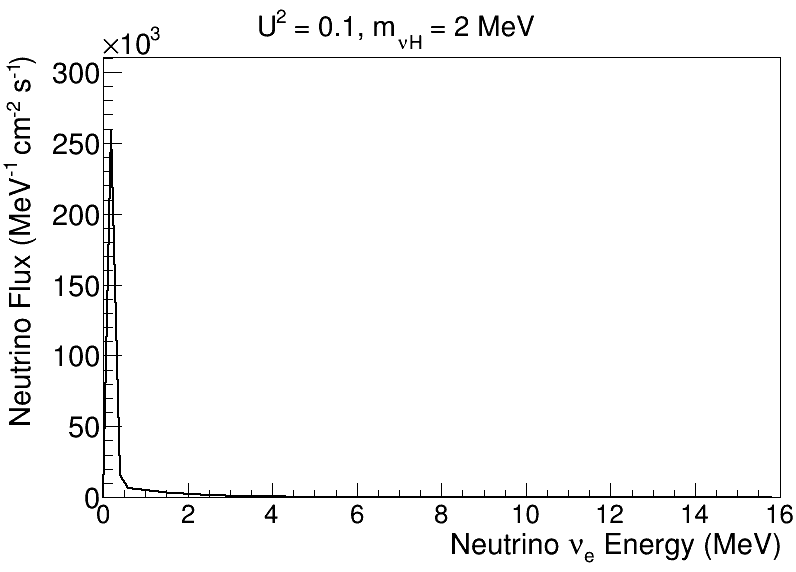 U² = 0.1, m_νH = 2 MeV
×10³
Neutrino Flux (MeV⁻¹ cm⁻² s⁻¹)
300
250
200
150
100
50
0
0 2 4 6 8 10 12 14 16
Neutrino ν_e Energy (MeV)